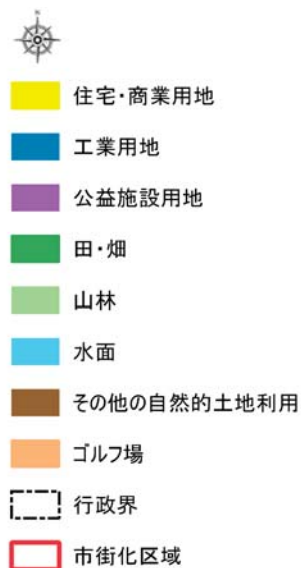 N
住宅・商業用地
工業用地
公益施設用地
田・畑
山林
水面
その他の自然的土地利用
ゴルフ場
行政界
市街化区域